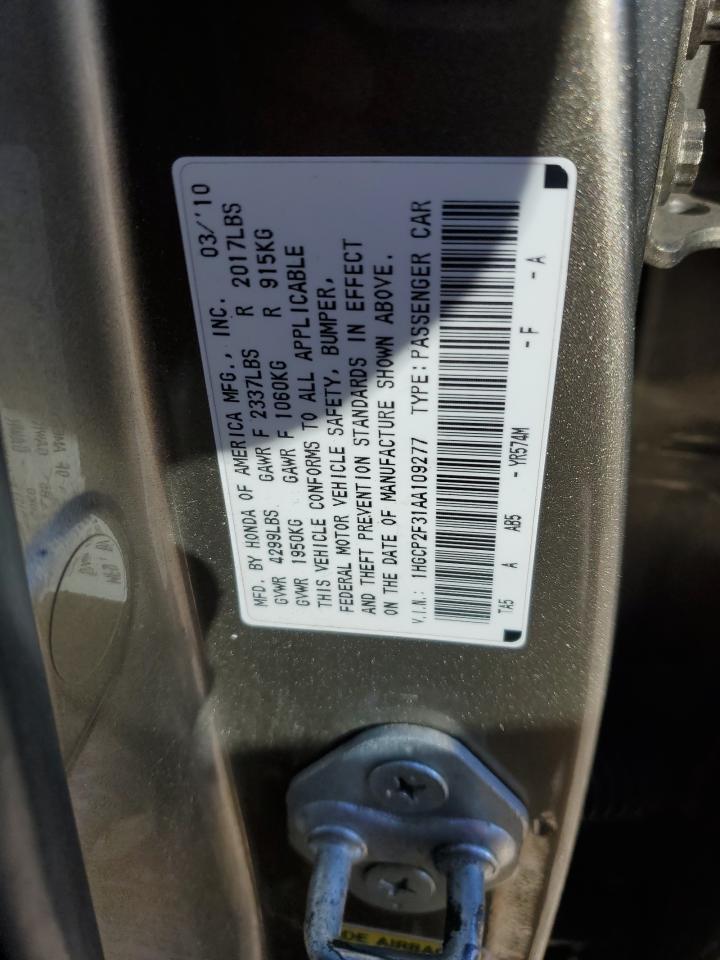 MFD. BY HONDA OF AMERICA MFG., INC. 03/'10
GVWR 4299LBS GAWR F 2337LBS R 2017LBS
GVWR 1950KG GAWR F 1060KG R 915KG
THIS VEHICLE CONFORMS TO ALL APPLICABLE
FEDERAL MOTOR VEHICLE SAFETY, BUMPER,
AND THEFT PREVENTION STANDARDS IN EFFECT
ON THE DATE OF MANUFACTURE SHOWN ABOVE.
V.I.N.: 1HGCP2F31AA109277 TYPE: PASSENGER CAR
TA5 A AB5 - YR574M - F - A
AIRBAG